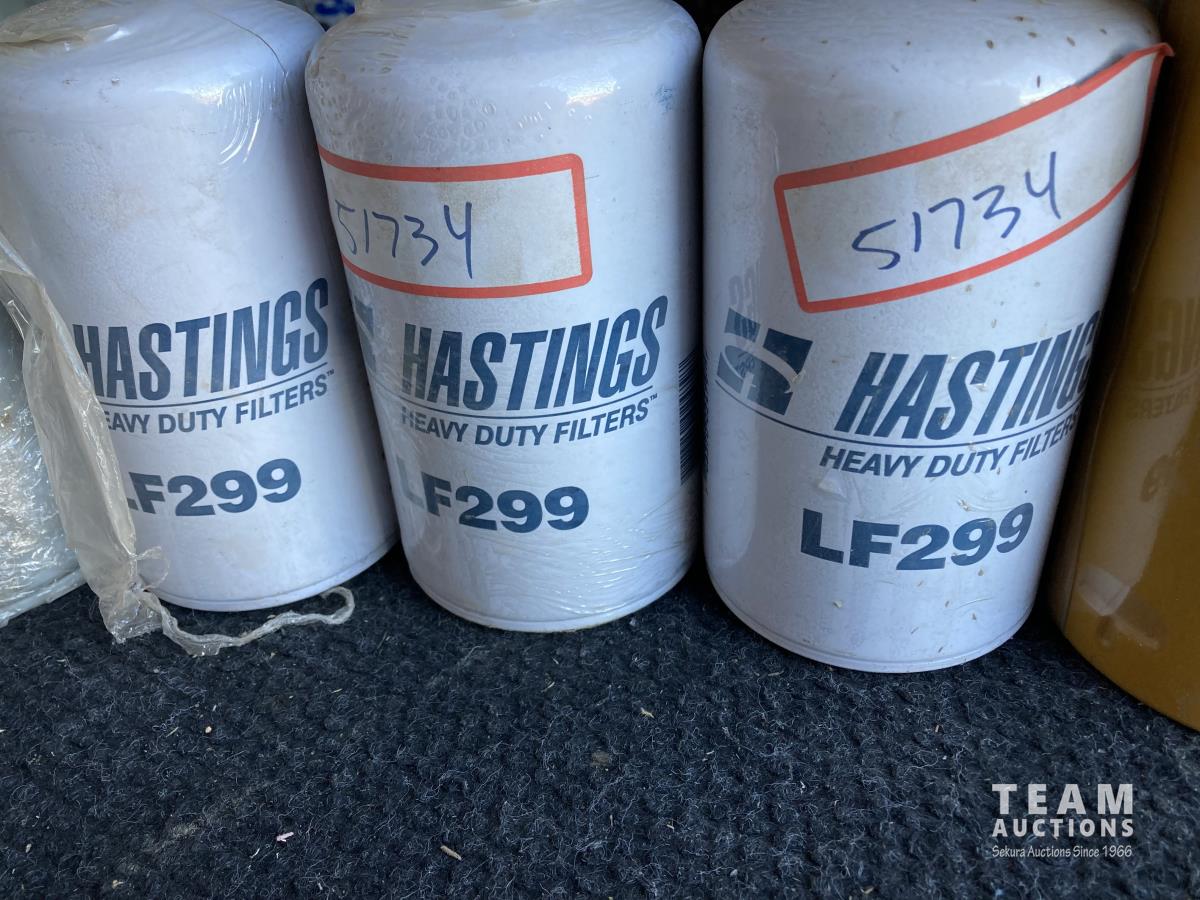 HASTINGS
EAVY DUTY FILTERS™
LF299
51734
HASTINGS
HEAVY DUTY FILTERS™
LF299
51734
HASTINGS
HEAVY DUTY FILTERS
LF299
TEAM
AUCTIONS
Sekura Auctions Since 1966